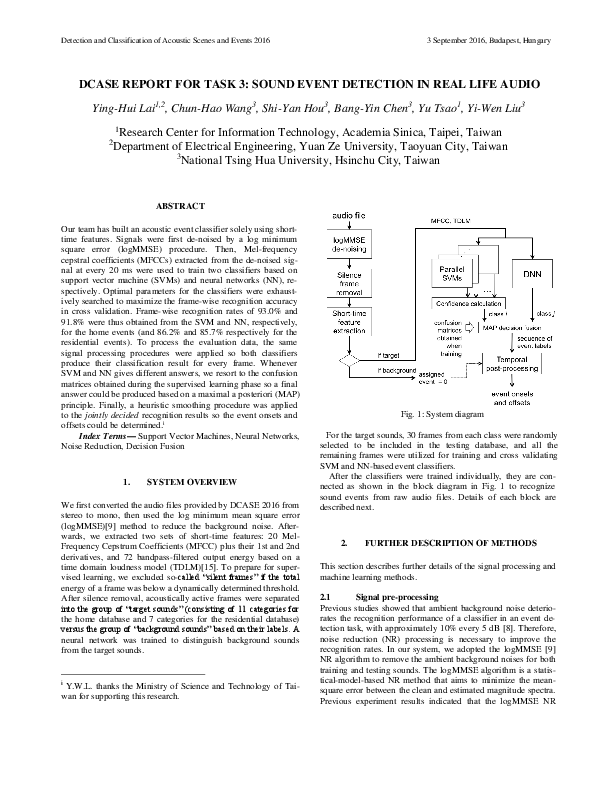 Detection and Classification of Acoustic Scenes and Events 2016
3 September 2016, Budapest, Hungary
DCASE REPORT FOR TASK 3: SOUND EVENT DETECTION IN REAL LIFE AUDIO
Ying-Hui Lai1,2, Chun-Hao Wang3, Shi-Yan Hou3, Bang-Yin Chen3, Yu Tsao1, Yi-Wen Liu3
1Research Center for Information Technology, Academia Sinica, Taipei, Taiwan
2Department of Electrical Engineering, Yuan Ze University, Taoyuan City, Taiwan
3National Tsing Hua University, Hsinchu City, Taiwan
ABSTRACT
Our team has built an acoustic event classifier solely using short-
time features. Signals were first de-noised by a log minimum
square error (logMMSE) procedure. Then, Mel-frequency
cepstral coefficients (MFCCs) extracted from the de-noised sig-
nal at every 20 ms were used to train two classifiers based on
support vector machine (SVMs) and neural networks (NN), re-
spectively. Optimal parameters for the classifiers were exhaust-
ively searched to maximize the frame-wise recognition accuracy
in cross validation. Frame-wise recognition rates of 93.0% and
91.8% were thus obtained from the SVM and NN, respectively,
for the home events (and 86.2% and 85.7% respectively for the
residential events). To process the evaluation data, the same
signal processing procedures were applied so both classifiers
produce their classification result for every frame. Whenever
SVM and NN gives different answers, we resort to the confusion
matrices obtained during the supervised learning phase so a final
answer could be produced based on a maximal a posteriori (MAP)
principle. Finally, a heuristic smoothing procedure was applied
to the jointly decided recognition results so the event onsets and
offsets could be determined.i
Index Terms— Support Vector Machines, Neural Networks,
Noise Reduction, Decision Fusion
1. SYSTEM OVERVIEW
We first converted the audio files provided by DCASE 2016 from
stereo to mono, then used the log minimum mean square error
(logMMSE)[9] method to reduce the background noise. After-
wards, we extracted two sets of short-time features: 20 Mel-
Frequency Cepstrum Coefficients (MFCC) plus their 1st and 2nd
derivatives, and 72 bandpass-filtered output energy based on a
time domain loudness model (TDLM)[15]. To prepare for super-
vised learning, we excluded so-called “silent frames” if the total
energy of a frame was below a dynamically determined threshold.
After silence removal, acoustically active frames were separated
into the group of “target sounds” (consisting of 11 categories for
the home database and 7 categories for the residential database)
versus the group of “background sounds” based on their labels. A
neural network was trained to distinguish background sounds
from the target sounds.
i Y.W.L. thanks the Ministry of Science and Technology of Tai-
wan for supporting this research.
audio file
logMMSE
de-noising
Silence
frame
removal
Short-time
feature
extraction
if target
if background
assigned
event = 0
MFCC, TDLM
Parallel
SVMs
...
DNN
Confidence calculation
class i
class j
confusion
matrices
obtained
when
training
MAP decision fusion
sequence of
event labels
Temporal
post-processing
event onsets
and offsets
Fig. 1: System diagram
For the target sounds, 30 frames from each class were randomly
selected to be included in the testing database, and all the
remaining frames were utilized for training and cross validating
SVM and NN-based event classifiers.
After the classifiers were trained individually, they are con-
nected as shown in the block diagram in Fig. 1 to recognize
sound events from raw audio files. Details of each block are
described next.
2. FURTHER DESCRIPTION OF METHODS
This section describes further details of the signal processing and
machine learning methods.
2.1 Signal pre-processing
Previous studies showed that ambient background noise deterio-
rates the recognition performance of a classifier in an event de-
tection task, with approximately 10% every 5 dB [8]. Therefore,
noise reduction (NR) processing is necessary to improve the
recognition rates. In our system, we adopted the logMMSE [9]
NR algorithm to remove the ambient background noises for both
training and testing sounds. The logMMSE algorithm is a statis-
tical-model-based NR method that aims to minimize the mean-
square error between the clean and estimated magnitude spectra.
Previous experiment results indicated that the logMMSE NR